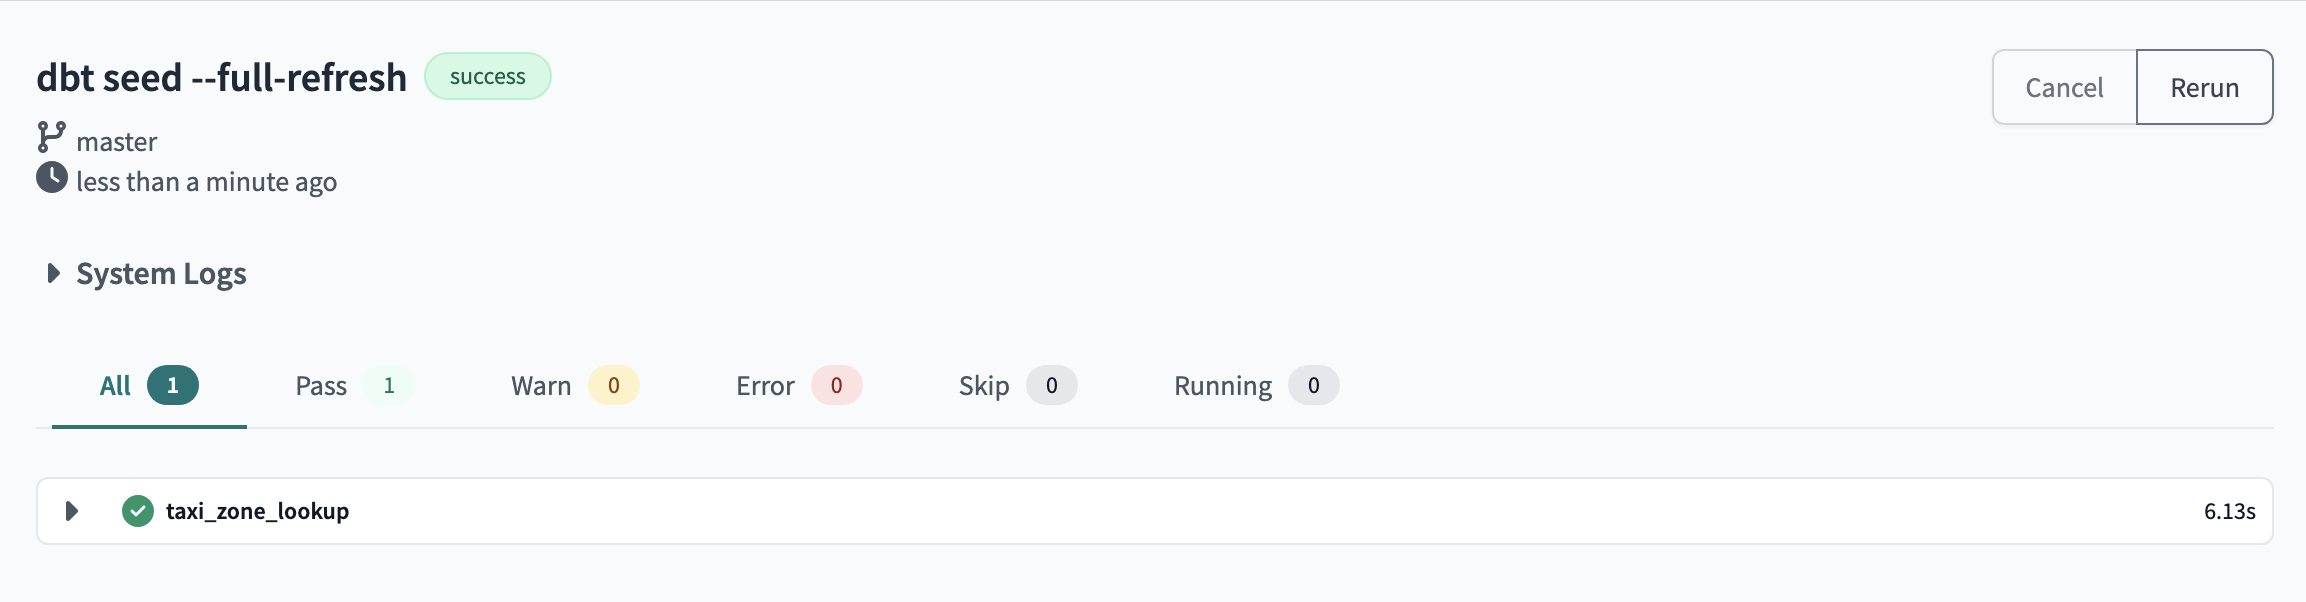 dbt seed --full-refresh success
Cancel Rerun
master
less than a minute ago
System Logs
All 1 Pass 1 Warn 0 Error 0 Skip 0 Running 0
taxi_zone_lookup 6.13s